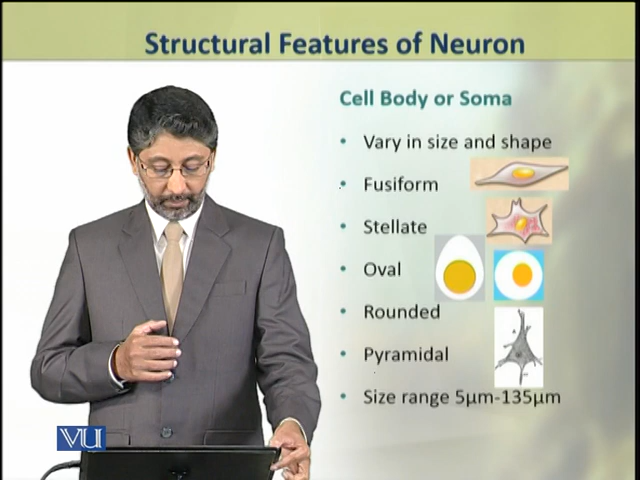 Structural Features of Neuron
Cell Body or Soma
• Vary in size and shape
• Fusiform
• Stellate
• Oval
• Rounded
• Pyramidal
• Size range 5µm-135µm
VU